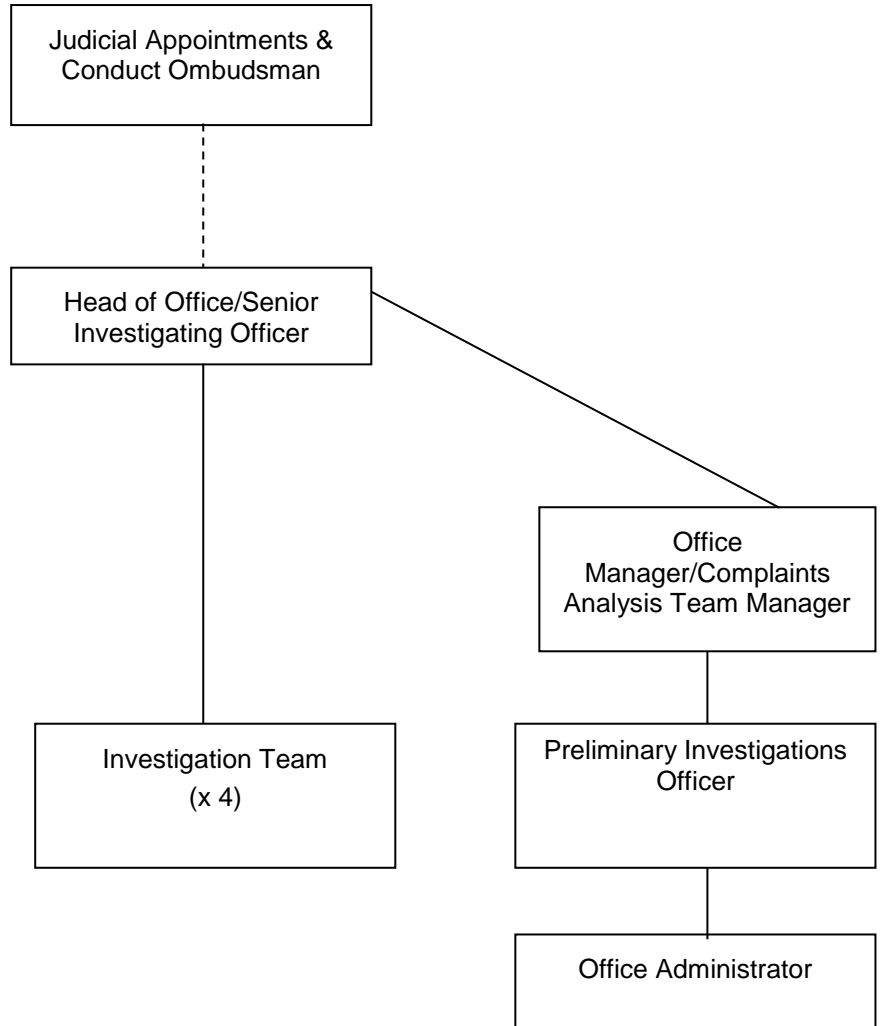 Judicial Appointments &
Conduct Ombudsman
Head of Office/Senior
Investigating Officer
Office
Manager/Complaints
Analysis Team Manager
Investigation Team
(x 4)
Preliminary Investigations
Officer
Office Administrator